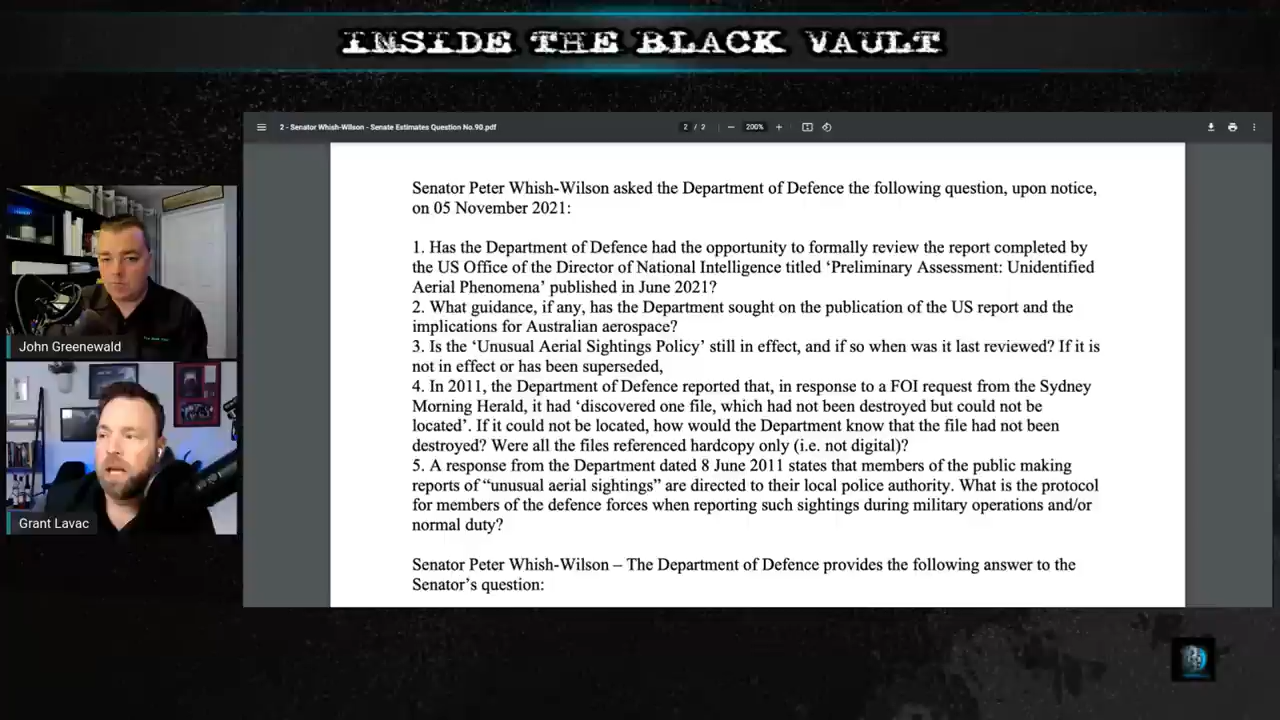 INSIDE THE BLACK VAULT
2 - Senator Whish-Wilson - Senate Estimates Question No.90.pdf
2 / 2
200%
Senator Peter Whish-Wilson asked the Department of Defence the following question, upon notice,
on 05 November 2021:
1. Has the Department of Defence had the opportunity to formally review the report completed by
the US Office of the Director of National Intelligence titled ‘Preliminary Assessment: Unidentified
Aerial Phenomena’ published in June 2021?
2. What guidance, if any, has the Department sought on the publication of the US report and the
implications for Australian aerospace?
3. Is the ‘Unusual Aerial Sightings Policy’ still in effect, and if so when was it last reviewed? If it is
not in effect or has been superseded,
4. In 2011, the Department of Defence reported that, in response to a FOI request from the Sydney
Morning Herald, it had ‘discovered one file, which had not been destroyed but could not be
located’. If it could not be located, how would the Department know that the file had not been
destroyed? Were all the files referenced hardcopy only (i.e. not digital)?
5. A response from the Department dated 8 June 2011 states that members of the public making
reports of “unusual aerial sightings” are directed to their local police authority. What is the protocol
for members of the defence forces when reporting such sightings during military operations and/or
normal duty?
Senator Peter Whish-Wilson – The Department of Defence provides the following answer to the
Senator’s question:
John Greenewald
Grant Lavac